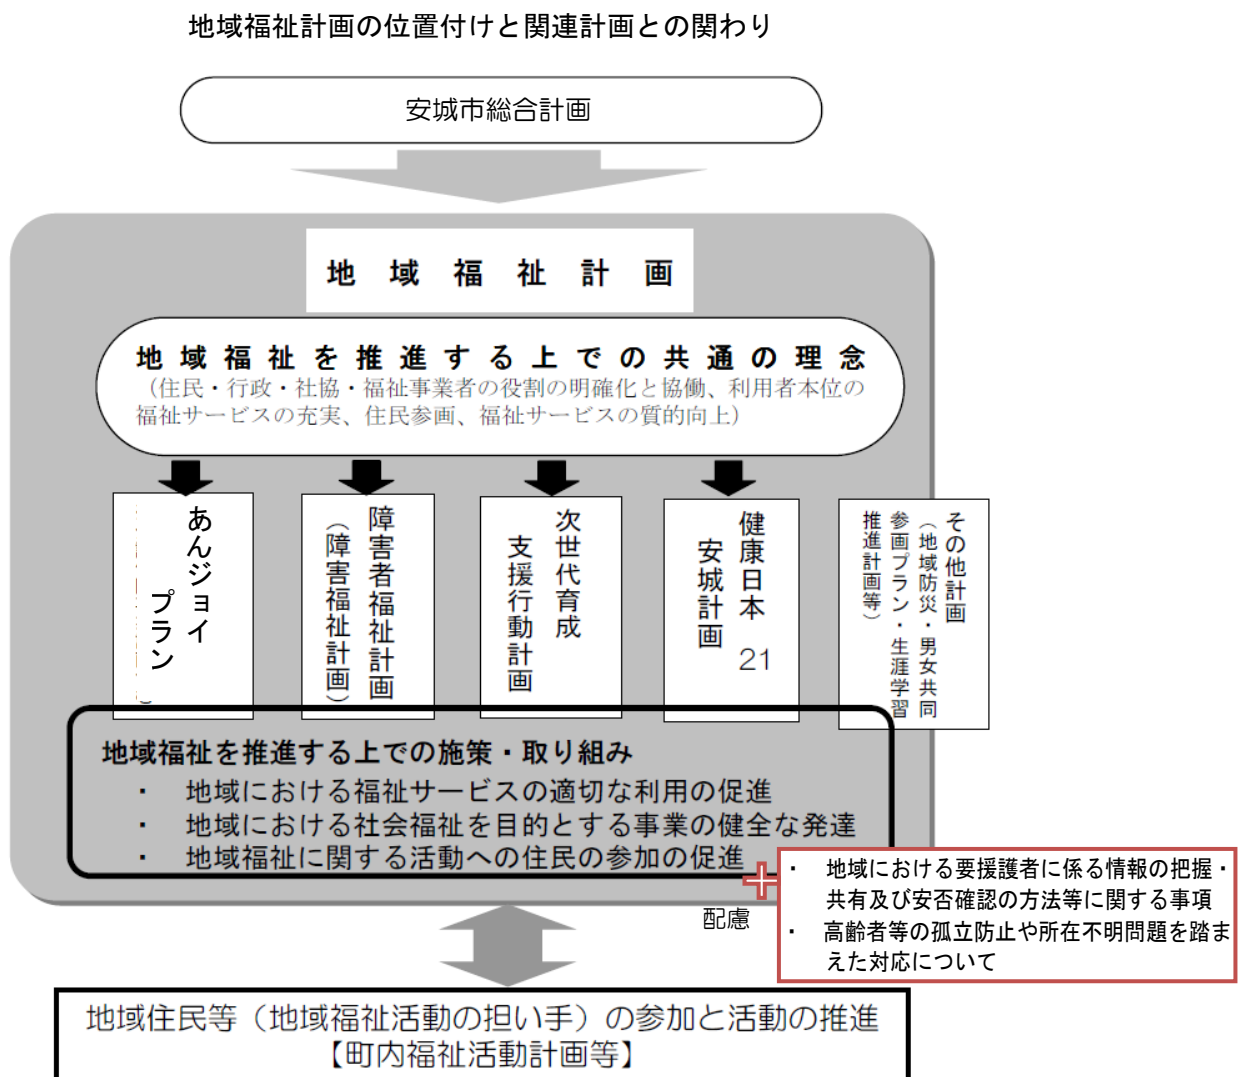 地域福祉計画の位置付けと関連計画との関わり
安城市総合計画
地域福祉計画
地域福祉を推進する上での共通の理念
（住民・行政・社協・福祉事業者の役割の明確化と協働、利用者本位の
福祉サービスの充実、住民参画、福祉サービスの質的向上）
あんジョイ
プラン
障害者福祉計画
（障害福祉計画）
次世代育成
支援行動計画
健康日本21
安城計画
その他計画
（地域防災・男女共同
参画プラン・生涯学習
推進計画等）
地域福祉を推進する上での施策・取り組み
・ 地域における福祉サービスの適切な利用の促進
・ 地域における社会福祉を目的とする事業の健全な発達
・ 地域福祉に関する活動への住民の参加の促進
配慮
・ 地域における要援護者に係る情報の把握・
共有及び安否確認の方法等に関する事項
・ 高齢者等の孤立防止や所在不明問題を踏ま
えた対応について
地域住民等（地域福祉活動の担い手）の参加と活動の推進
【町内福祉活動計画等】